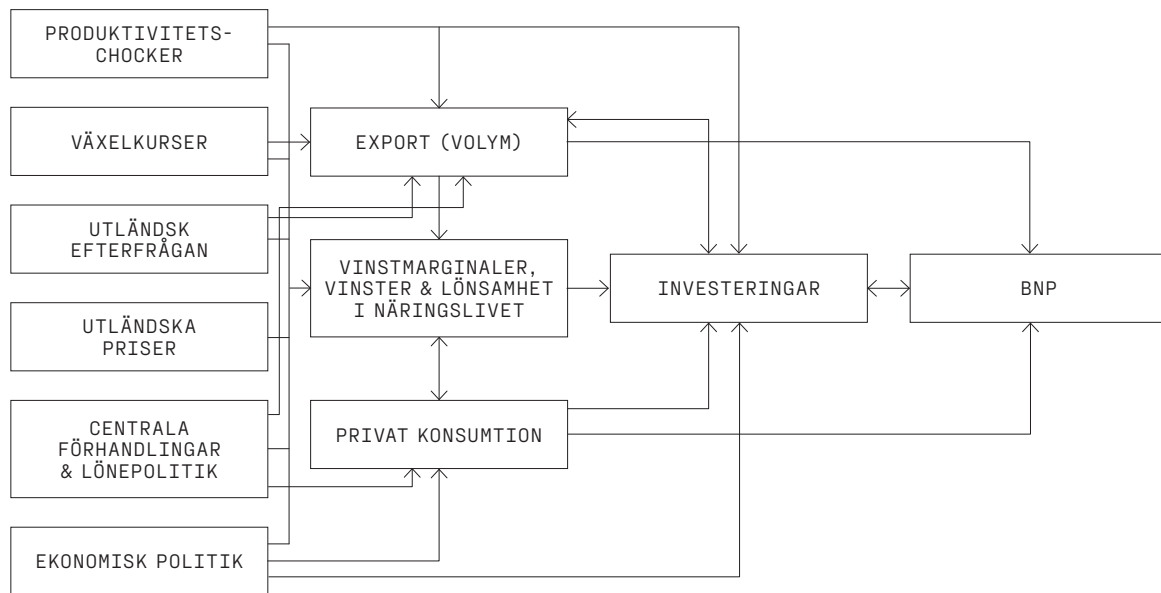 PRODUKTIVITETS-
CHOCKER
VÄXELKURSER
UTLÄNDSK
EFTERFRÅGAN
UTLÄNDSKA
PRISER
CENTRALA
FÖRHANDLINGAR
& LÖNEPOLITIK
EKONOMISK POLITIK
EXPORT (VOLYM)
VINSTMARGINALER,
VINSTER & LÖNSAMHET
I NÄRINGSLIVET
PRIVAT KONSUMTION
INVESTERINGAR
BNP